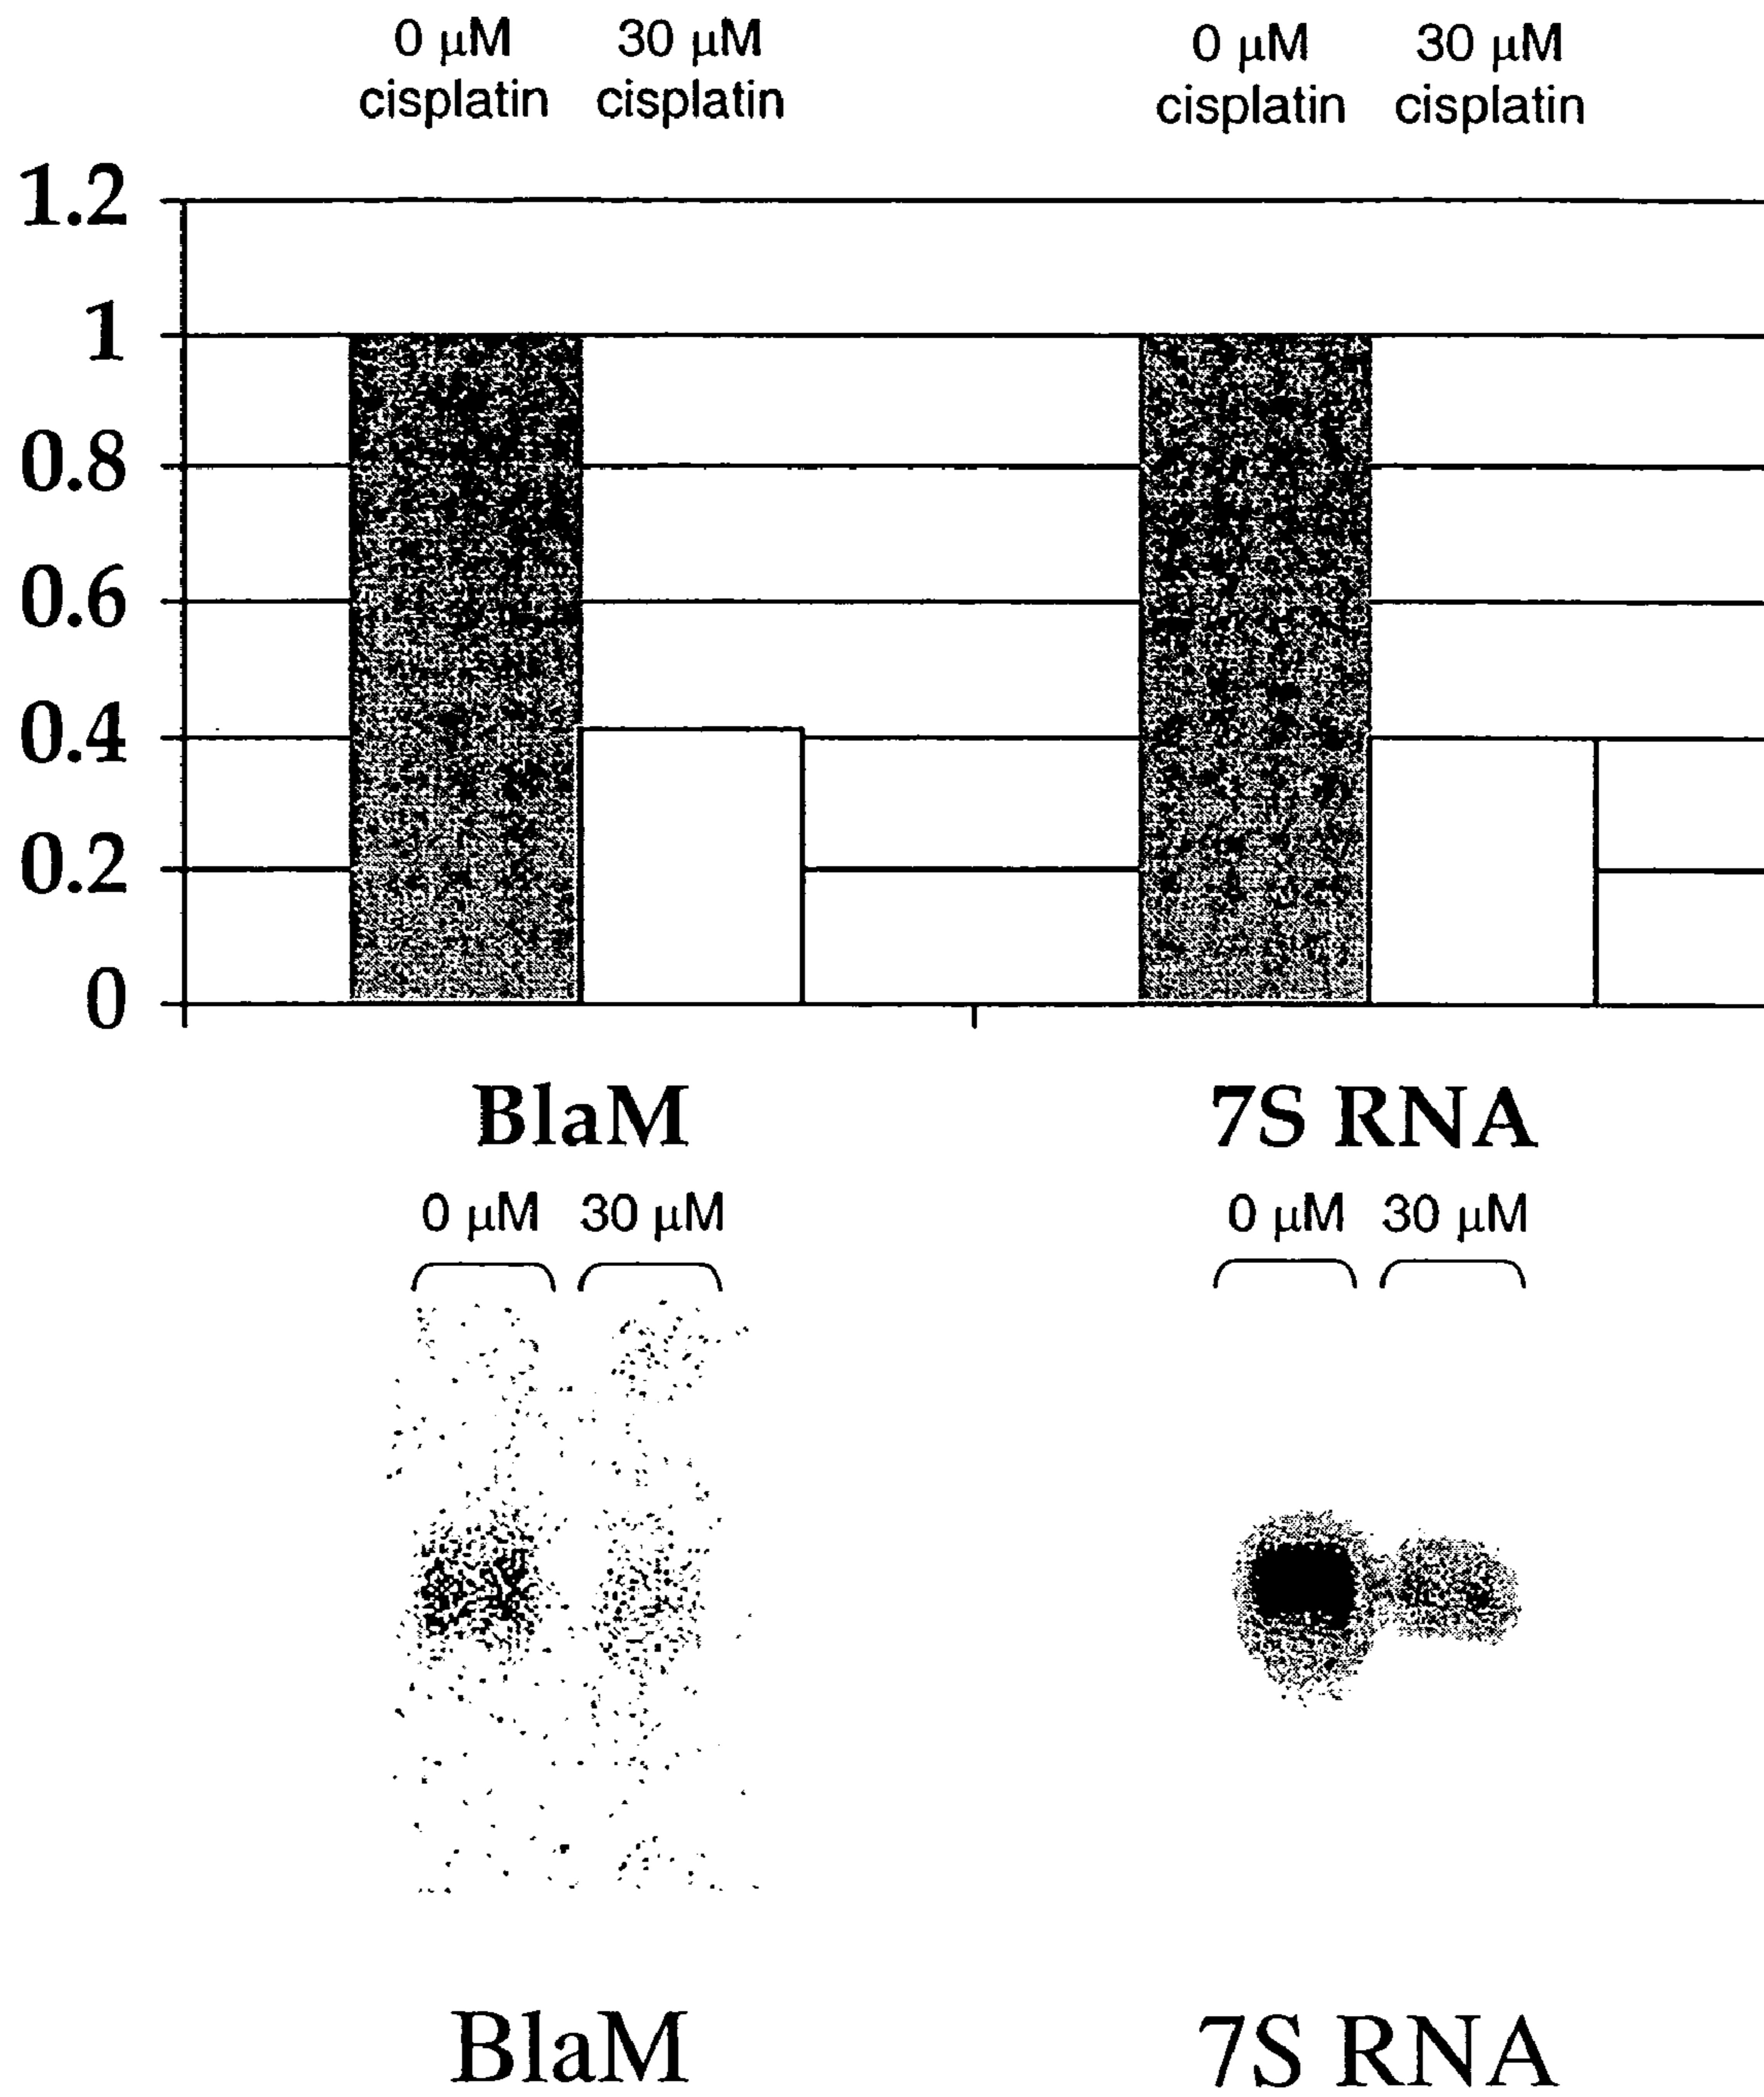 0 μM 30 μM 0 μM 30 μM
cisplatin cisplatin cisplatin cisplatin
1.2
1
0.8
0.6
0.4
0.2
0
BlaM 7S RNA
0 μM 30 μM 0 μM 30 μM
BlaM 7S RNA